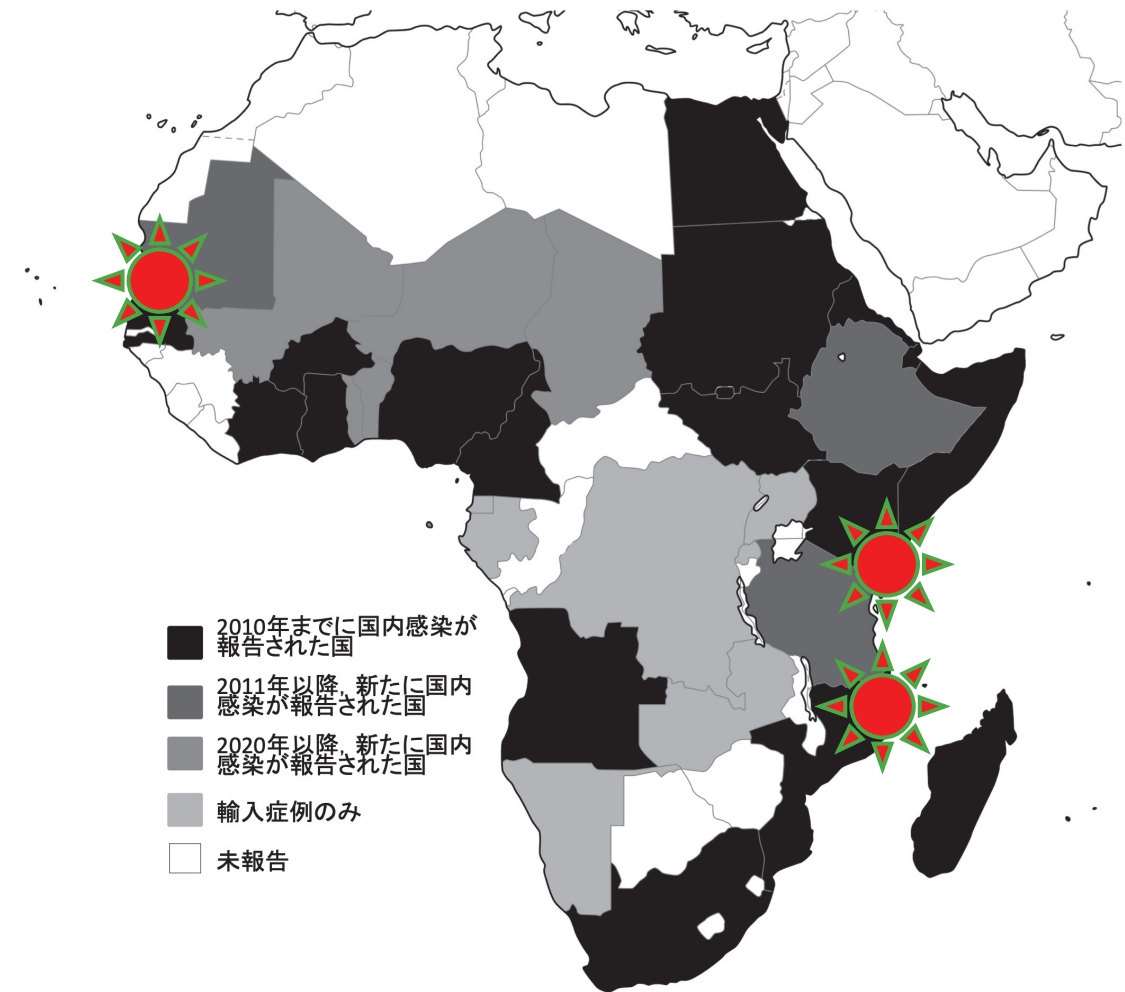 2010年までに国内感染が
報告された国
2011年以降, 新たに国内
感染が報告された国
2020年以降, 新たに国内
感染が報告された国
輸入症例のみ
未報告